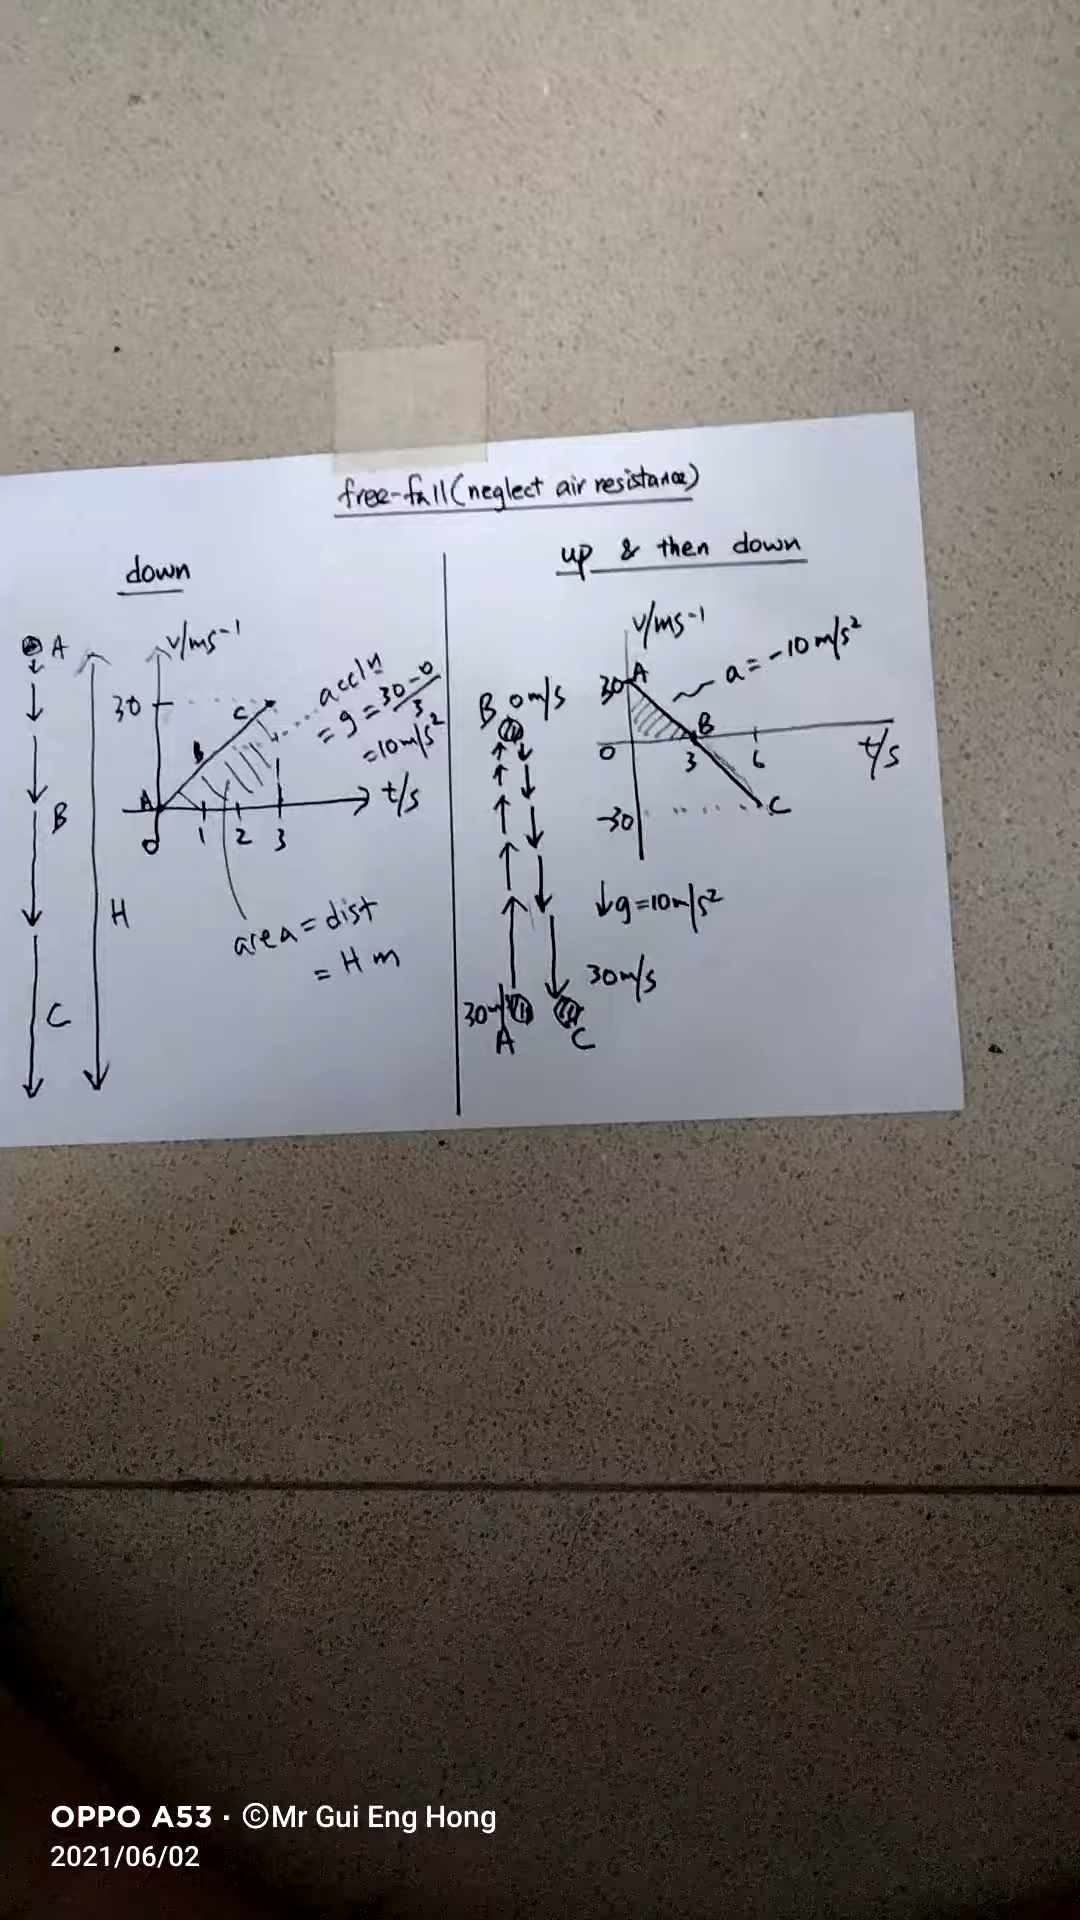 free-fall (neglect air resistance)
down
A
B
C
H
v/ms⁻¹
30
A
B
C
0
1 2 3
t/s
accln
= g = 30-0/3
= 10 m/s²
area = dist
= H m
up & then down
B 0m/s
30m/s
A
C
30m/s
↓g=10m/s²
v/ms⁻¹
30
A
a = -10 m/s²
B
0
3
6
t/s
-30
C
OPPO A53 · ©Mr Gui Eng Hong
2021/06/02